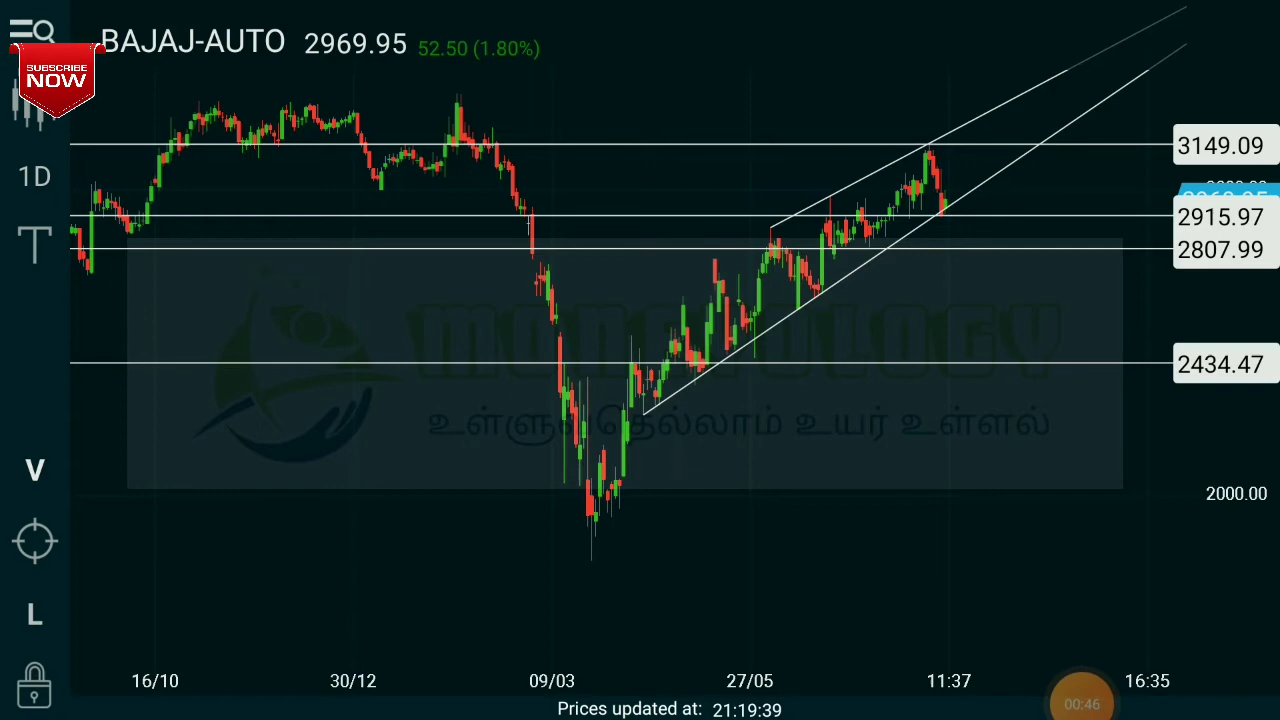 BAJAJ-AUTO 2969.95 52.50 (1.80%)
SUBSCRIBE
NOW
1D
T
3149.09
2915.97
2807.99
2434.47
2000.00
MONEYOLOGY
உள்ளுவதெல்லாம் உயர் உள்ளல்
V
L
16/10 30/12 09/03 27/05 11:37 16:35
Prices updated at: 21:19:39
00:46